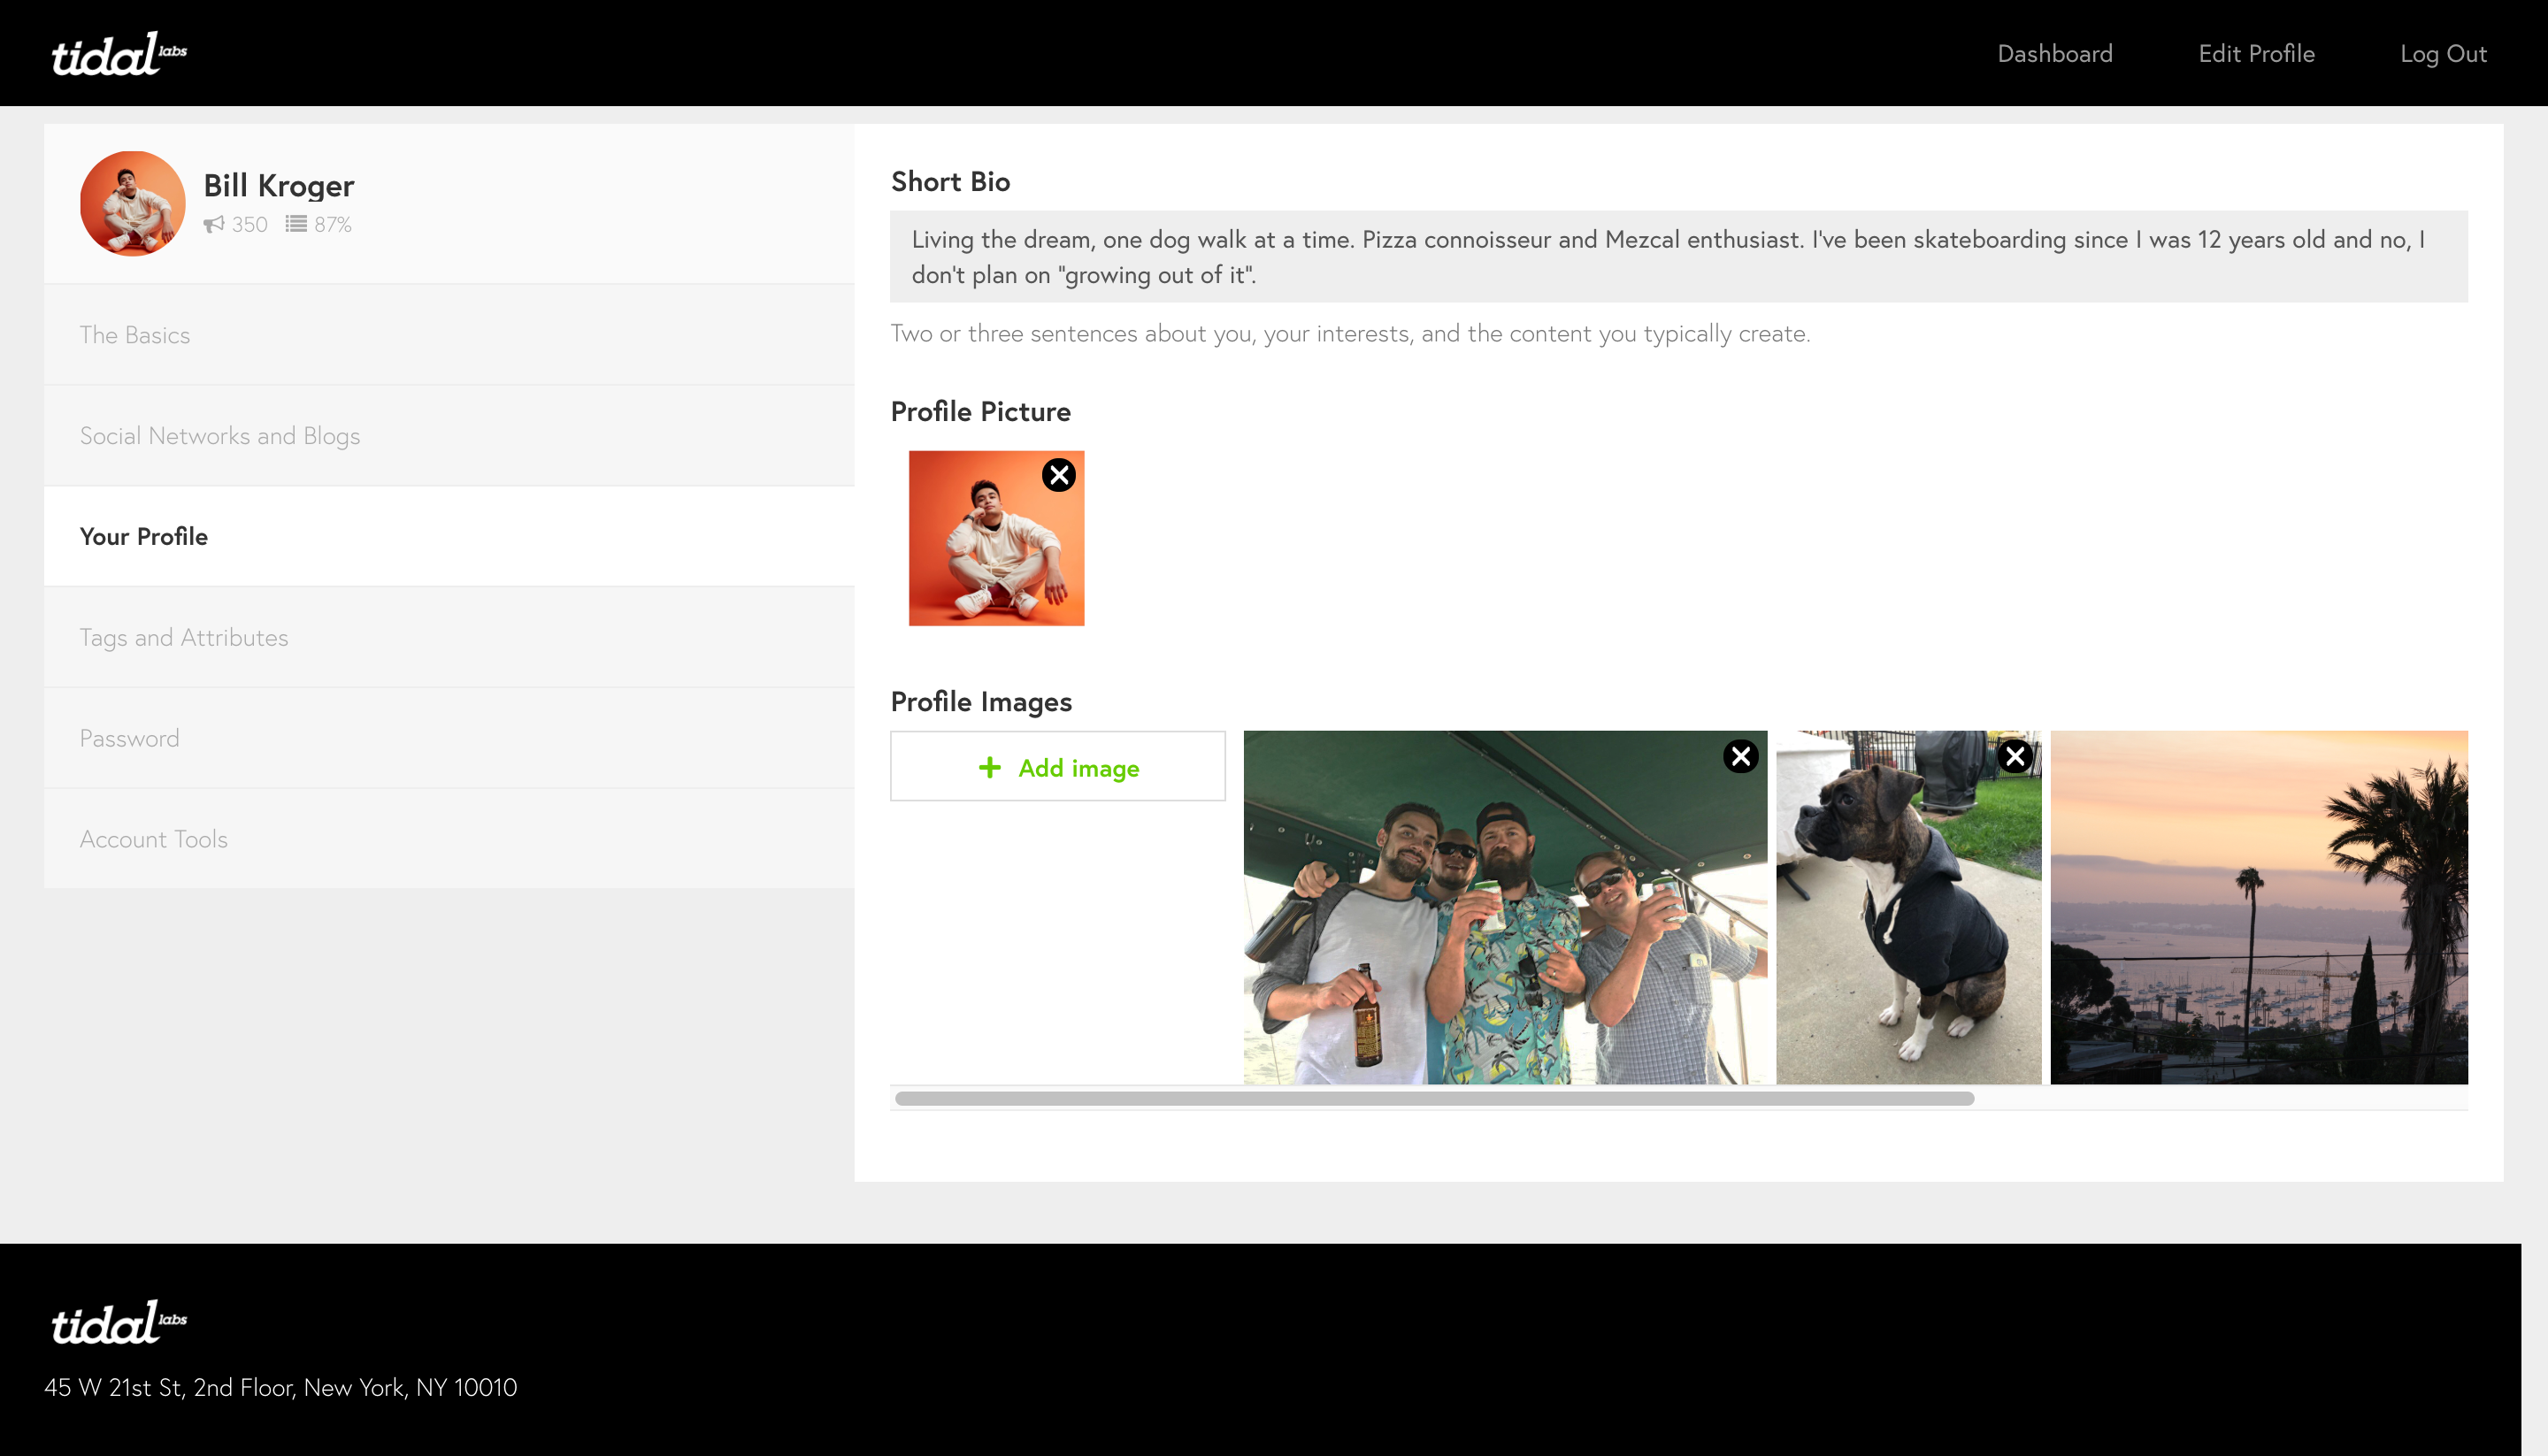 tidal labs
Dashboard
Edit Profile
Log Out
Bill Kroger
350
87%
The Basics
Social Networks and Blogs
Your Profile
Tags and Attributes
Password
Account Tools
Short Bio
Living the dream, one dog walk at a time. Pizza connoisseur and Mezcal enthusiast. I've been skateboarding since I was 12 years old and no, I
don't plan on "growing out of it".
Two or three sentences about you, your interests, and the content you typically create.
Profile Picture
Profile Images
Add image
tidal labs
45 W 21st St, 2nd Floor, New York, NY 10010